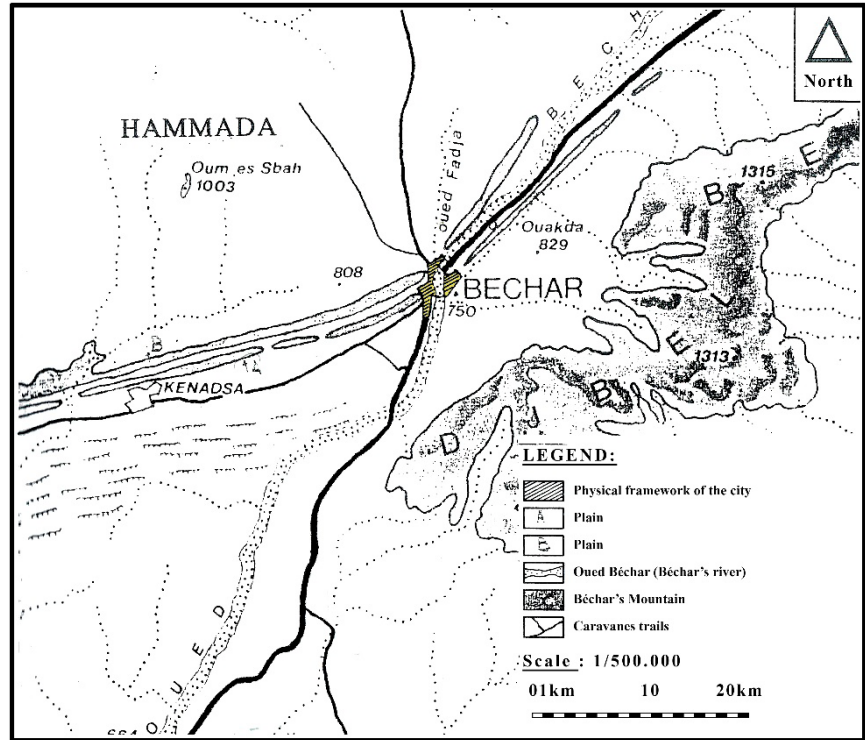 North
HAMMADA
Oum es Sbah
1003
oued Fadja
B E C H
Ouakda
829
808
BECHAR
750
KENADSA
B
A
1315
1313
D J E B E L
B E
O U E D
664
LEGEND:
Physical framework of the city
A Plain
B Plain
Oued Béchar (Béchar's river)
C Béchar's Mountain
Caravanes trails
Scale : 1/500.000
01km 10 20km